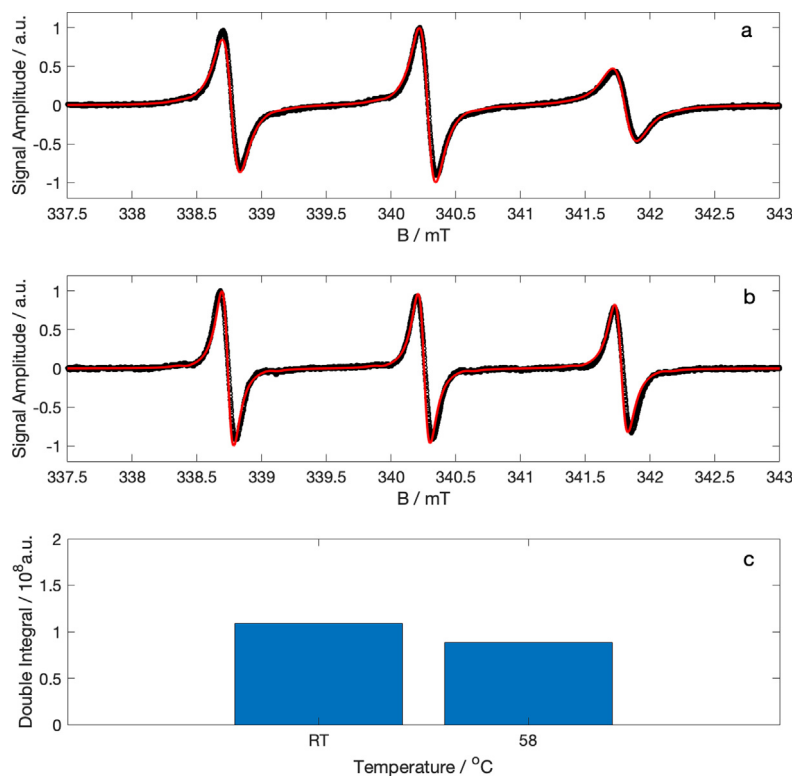 a
Signal Amplitude / a.u.
1
0.5
0
-0.5
-1
337.5 338 338.5 339 339.5 340 340.5 341 341.5 342 342.5 343
B / mT
b
Signal Amplitude / a.u.
1
0.5
0
-0.5
-1
337.5 338 338.5 339 339.5 340 340.5 341 341.5 342 342.5 343
B / mT
c
Double Integral / 10⁸a.u.
2
1.5
1
0.5
0
RT 58
Temperature / °C